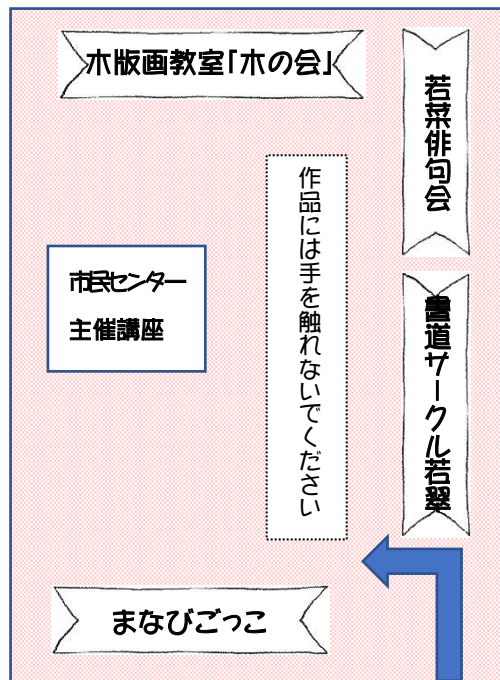 木版画教室「木の会」
若菜俳句会
作品には手を触れないでください
市民センター
主催講座
書道サークル若翠
まなびごっこ